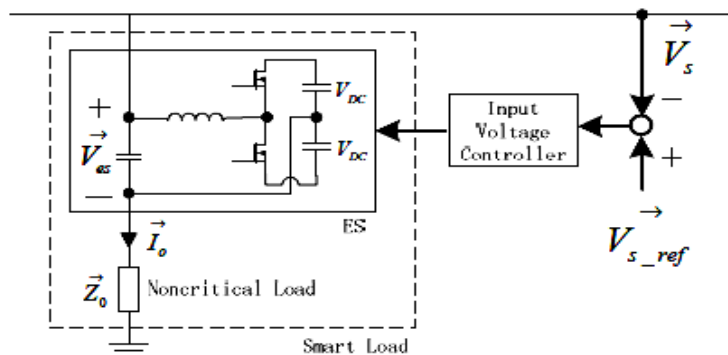 V_s
+
V_DC
−
Input
Voltage
Controller
V_es
V_DC
+
−
ES
I_o
V_s_ref
Z_0
Noncritical Load
Smart Load